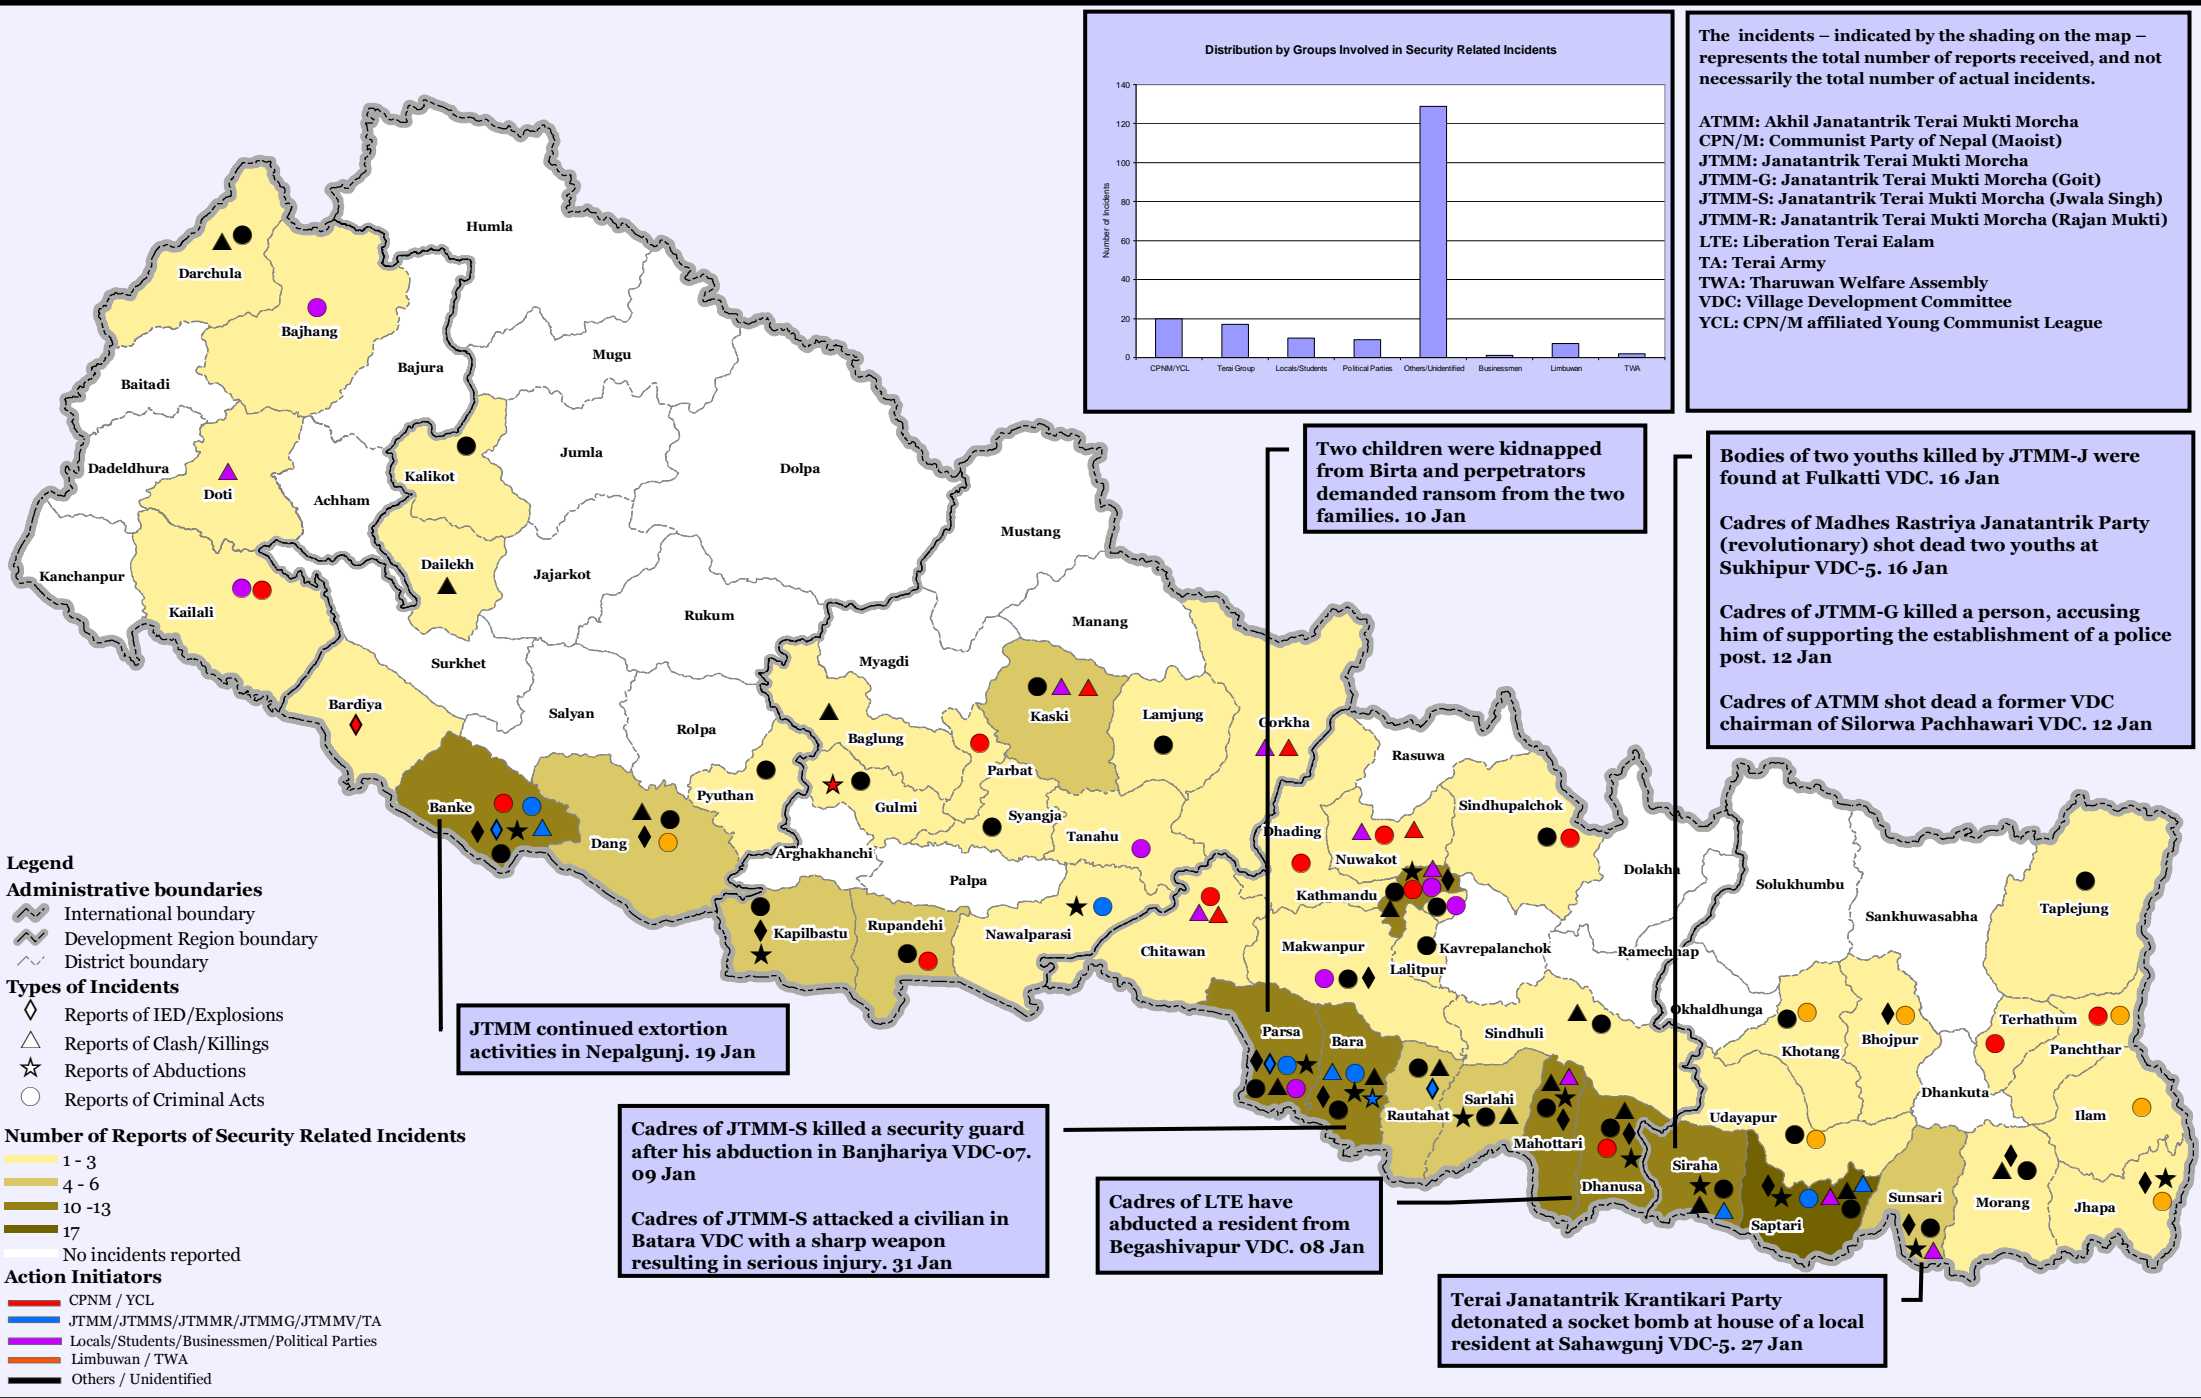 Distribution by Groups Involved in Security Related Incidents
Number of Incidents
140
120
100
80
60
40
20
0
CPNM/YCL
Terai Group
Locals/Students
Political Parties
Others/Unidentified
Businessmen
Limbuwan
TWA
The incidents – indicated by the shading on the map –
represents the total number of reports received, and not
necessarily the total number of actual incidents.
ATMM: Akhil Janatantrik Terai Mukti Morcha
CPN/M: Communist Party of Nepal (Maoist)
JTMM: Janatantrik Terai Mukti Morcha
JTMM-G: Janatantrik Terai Mukti Morcha (Goit)
JTMM-S: Janatantrik Terai Mukti Morcha (Jwala Singh)
JTMM-R: Janatantrik Terai Mukti Morcha (Rajan Mukti)
LTE: Liberation Terai Ealam
TA: Terai Army
TWA: Tharuwan Welfare Assembly
VDC: Village Development Committee
YCL: CPN/M affiliated Young Communist League
Two children were kidnapped
from Birta and perpetrators
demanded ransom from the two
families. 10 Jan
Bodies of two youths killed by JTMM-J were
found at Fulkatti VDC. 16 Jan
Cadres of Madhes Rastriya Janatantrik Party
(revolutionary) shot dead two youths at
Sukhipur VDC-5. 16 Jan
Cadres of JTMM-G killed a person, accusing
him of supporting the establishment of a police
post. 12 Jan
Cadres of ATMM shot dead a former VDC
chairman of Silorwa Pachhawari VDC. 12 Jan
Humla
Darchula
Bajhang
Mugu
Bajura
Baitadi
Jumla
Dadeldhura
Dolpa
Kalikot
Doti
Achham
Mustang
Dailekh
Jajarkot
Kanchanpur
Kailali
Rukum
Manang
Surkhet
Myagdi
Bardiya
Salyan
Kaski
Lamjung
Gorkha
Rolpa
Baglung
Rasuwa
Parbat
Pyuthan
Banke
Gulmi
Sindhupalchok
Syangja
Dhading
Tanahu
Dang
Arghakhanchi
Nuwakot
Dolakha
Palpa
Solukhumbu
Kathmandu
Taplejung
Sankhuwasabha
Rupandehi
Kapilbastu
Nawalparasi
Makwanpur
Kavrepalanchok
Chitawan
Ramechhap
Lalitpur
Okhaldhunga
Terhathum
Parsa
Sindhuli
Bara
Bhojpur
Khotang
Panchthar
Dhankuta
Sarlahi
Rautahat
Udayapur
Ilam
Mahottari
Siraha
Dhanusa
Sunsari
Morang
Jhapa
Saptari
Legend
Administrative boundaries
International boundary
Development Region boundary
District boundary
Types of Incidents
Reports of IED/Explosions
Reports of Clash/Killings
Reports of Abductions
Reports of Criminal Acts
Number of Reports of Security Related Incidents
1 - 3
4 - 6
10 -13
17
No incidents reported
Action Initiators
CPNM / YCL
JTMM/JTMMS/JTMMR/JTMMG/JTMMV/TA
Locals/Students/Businessmen/Political Parties
Limbuwan / TWA
Others / Unidentified
JTMM continued extortion
activities in Nepalgunj. 19 Jan
Cadres of JTMM-S killed a security guard
after his abduction in Banjhariya VDC-07.
09 Jan
Cadres of JTMM-S attacked a civilian in
Batara VDC with a sharp weapon
resulting in serious injury. 31 Jan
Cadres of LTE have
abducted a resident from
Begashivapur VDC. 08 Jan
Terai Janatantrik Krantikari Party
detonated a socket bomb at house of a local
resident at Sahawgunj VDC-5. 27 Jan